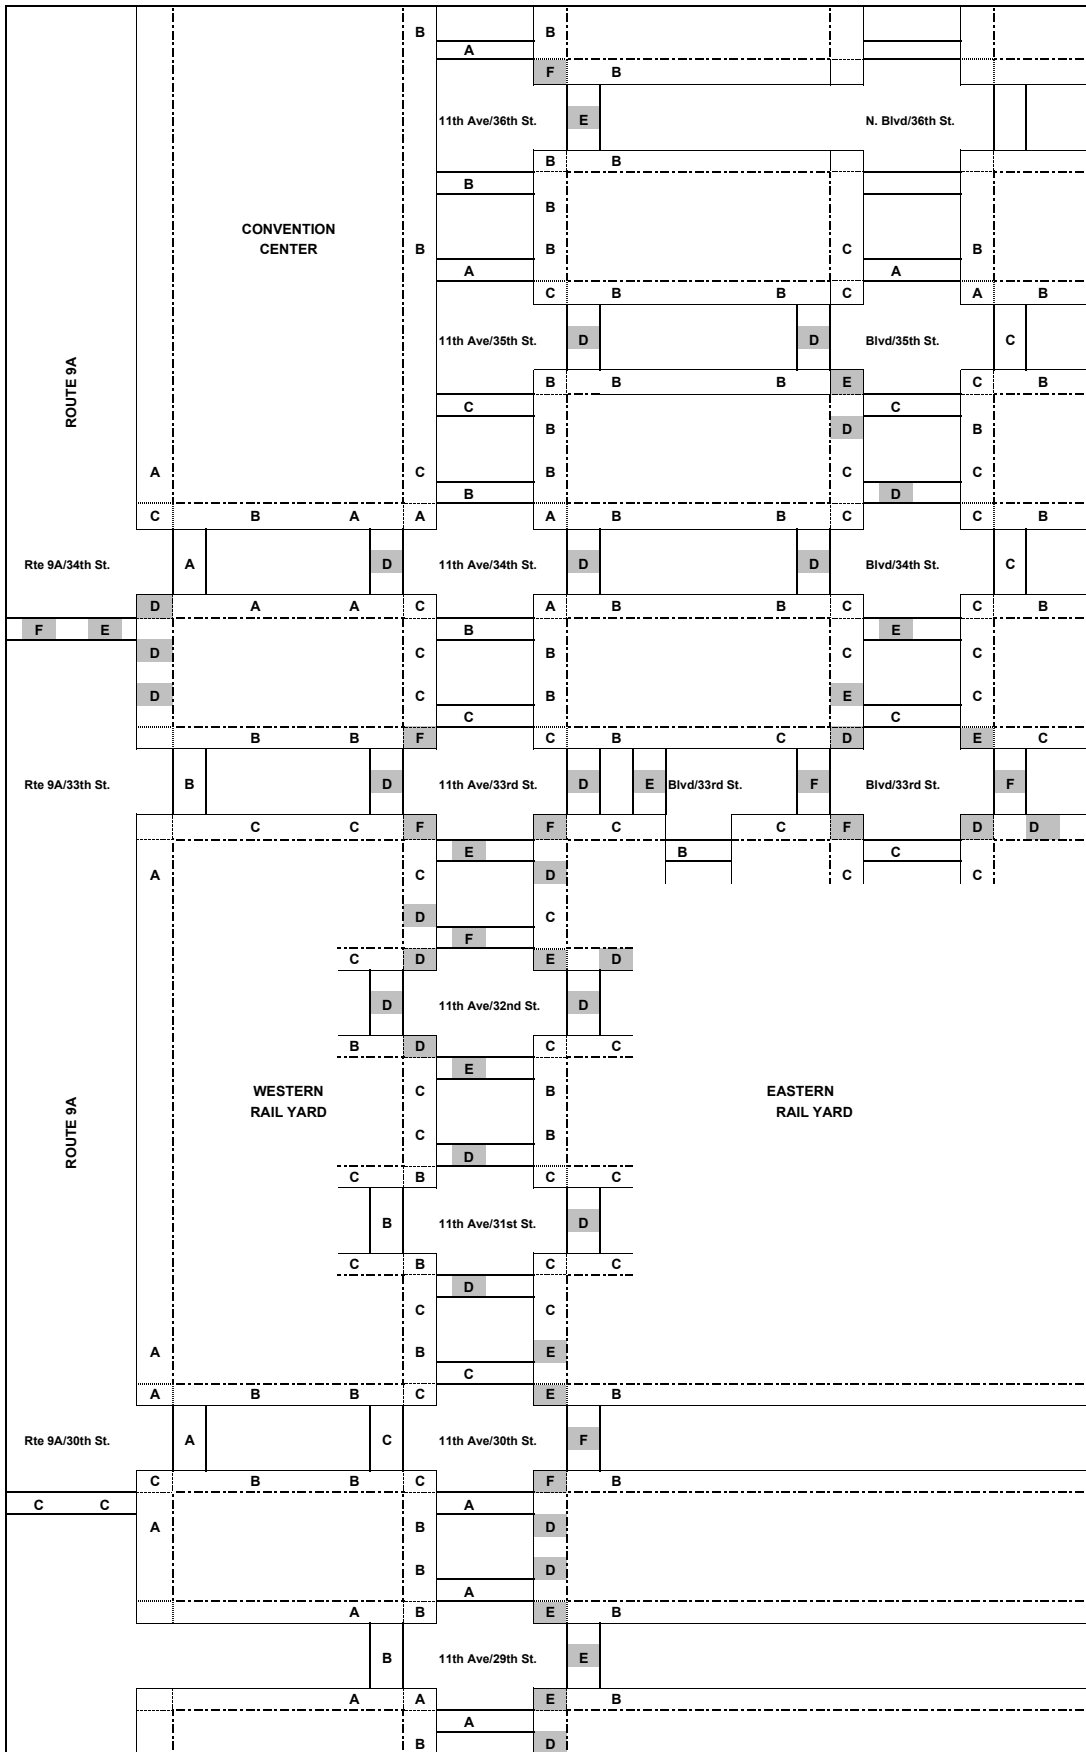 B B
A
F B
11th Ave/36th St. E N. Blvd/36th St.
B B
B
B
CONVENTION
CENTER
B B C B
A A
C B B C A B
11th Ave/35th St. D D Blvd/35th St. C
ROUTE 9A
B B B E C B
C C
B D B
A C B C C
B D
C B A A A B B C C B
Rte 9A/34th St. A D 11th Ave/34th St. D D Blvd/34th St. C
D A A C A B B C C B
F E B E
D C B C C
D C B E C
C C
B B F C B C D E C
Rte 9A/33th St. B D 11th Ave/33rd St. D E Blvd/33rd St. F Blvd/33rd St. F
C C F F C C F D D
E B C
A C D C C
D C
F
C D E D
D 11th Ave/32nd St. D
B D C C
E
WESTERN
RAIL YARD
C B
EASTERN
RAIL YARD
ROUTE 9A
C B
D
C B C C
B 11th Ave/31st St. D
C B C C
D
C C
A B E
C
A B B C E B
Rte 9A/30th St. A C 11th Ave/30th St. F
C B B C F B
C C A
A B D
B D
A
A B E B
B 11th Ave/29th St. E
A A E B
A
B D